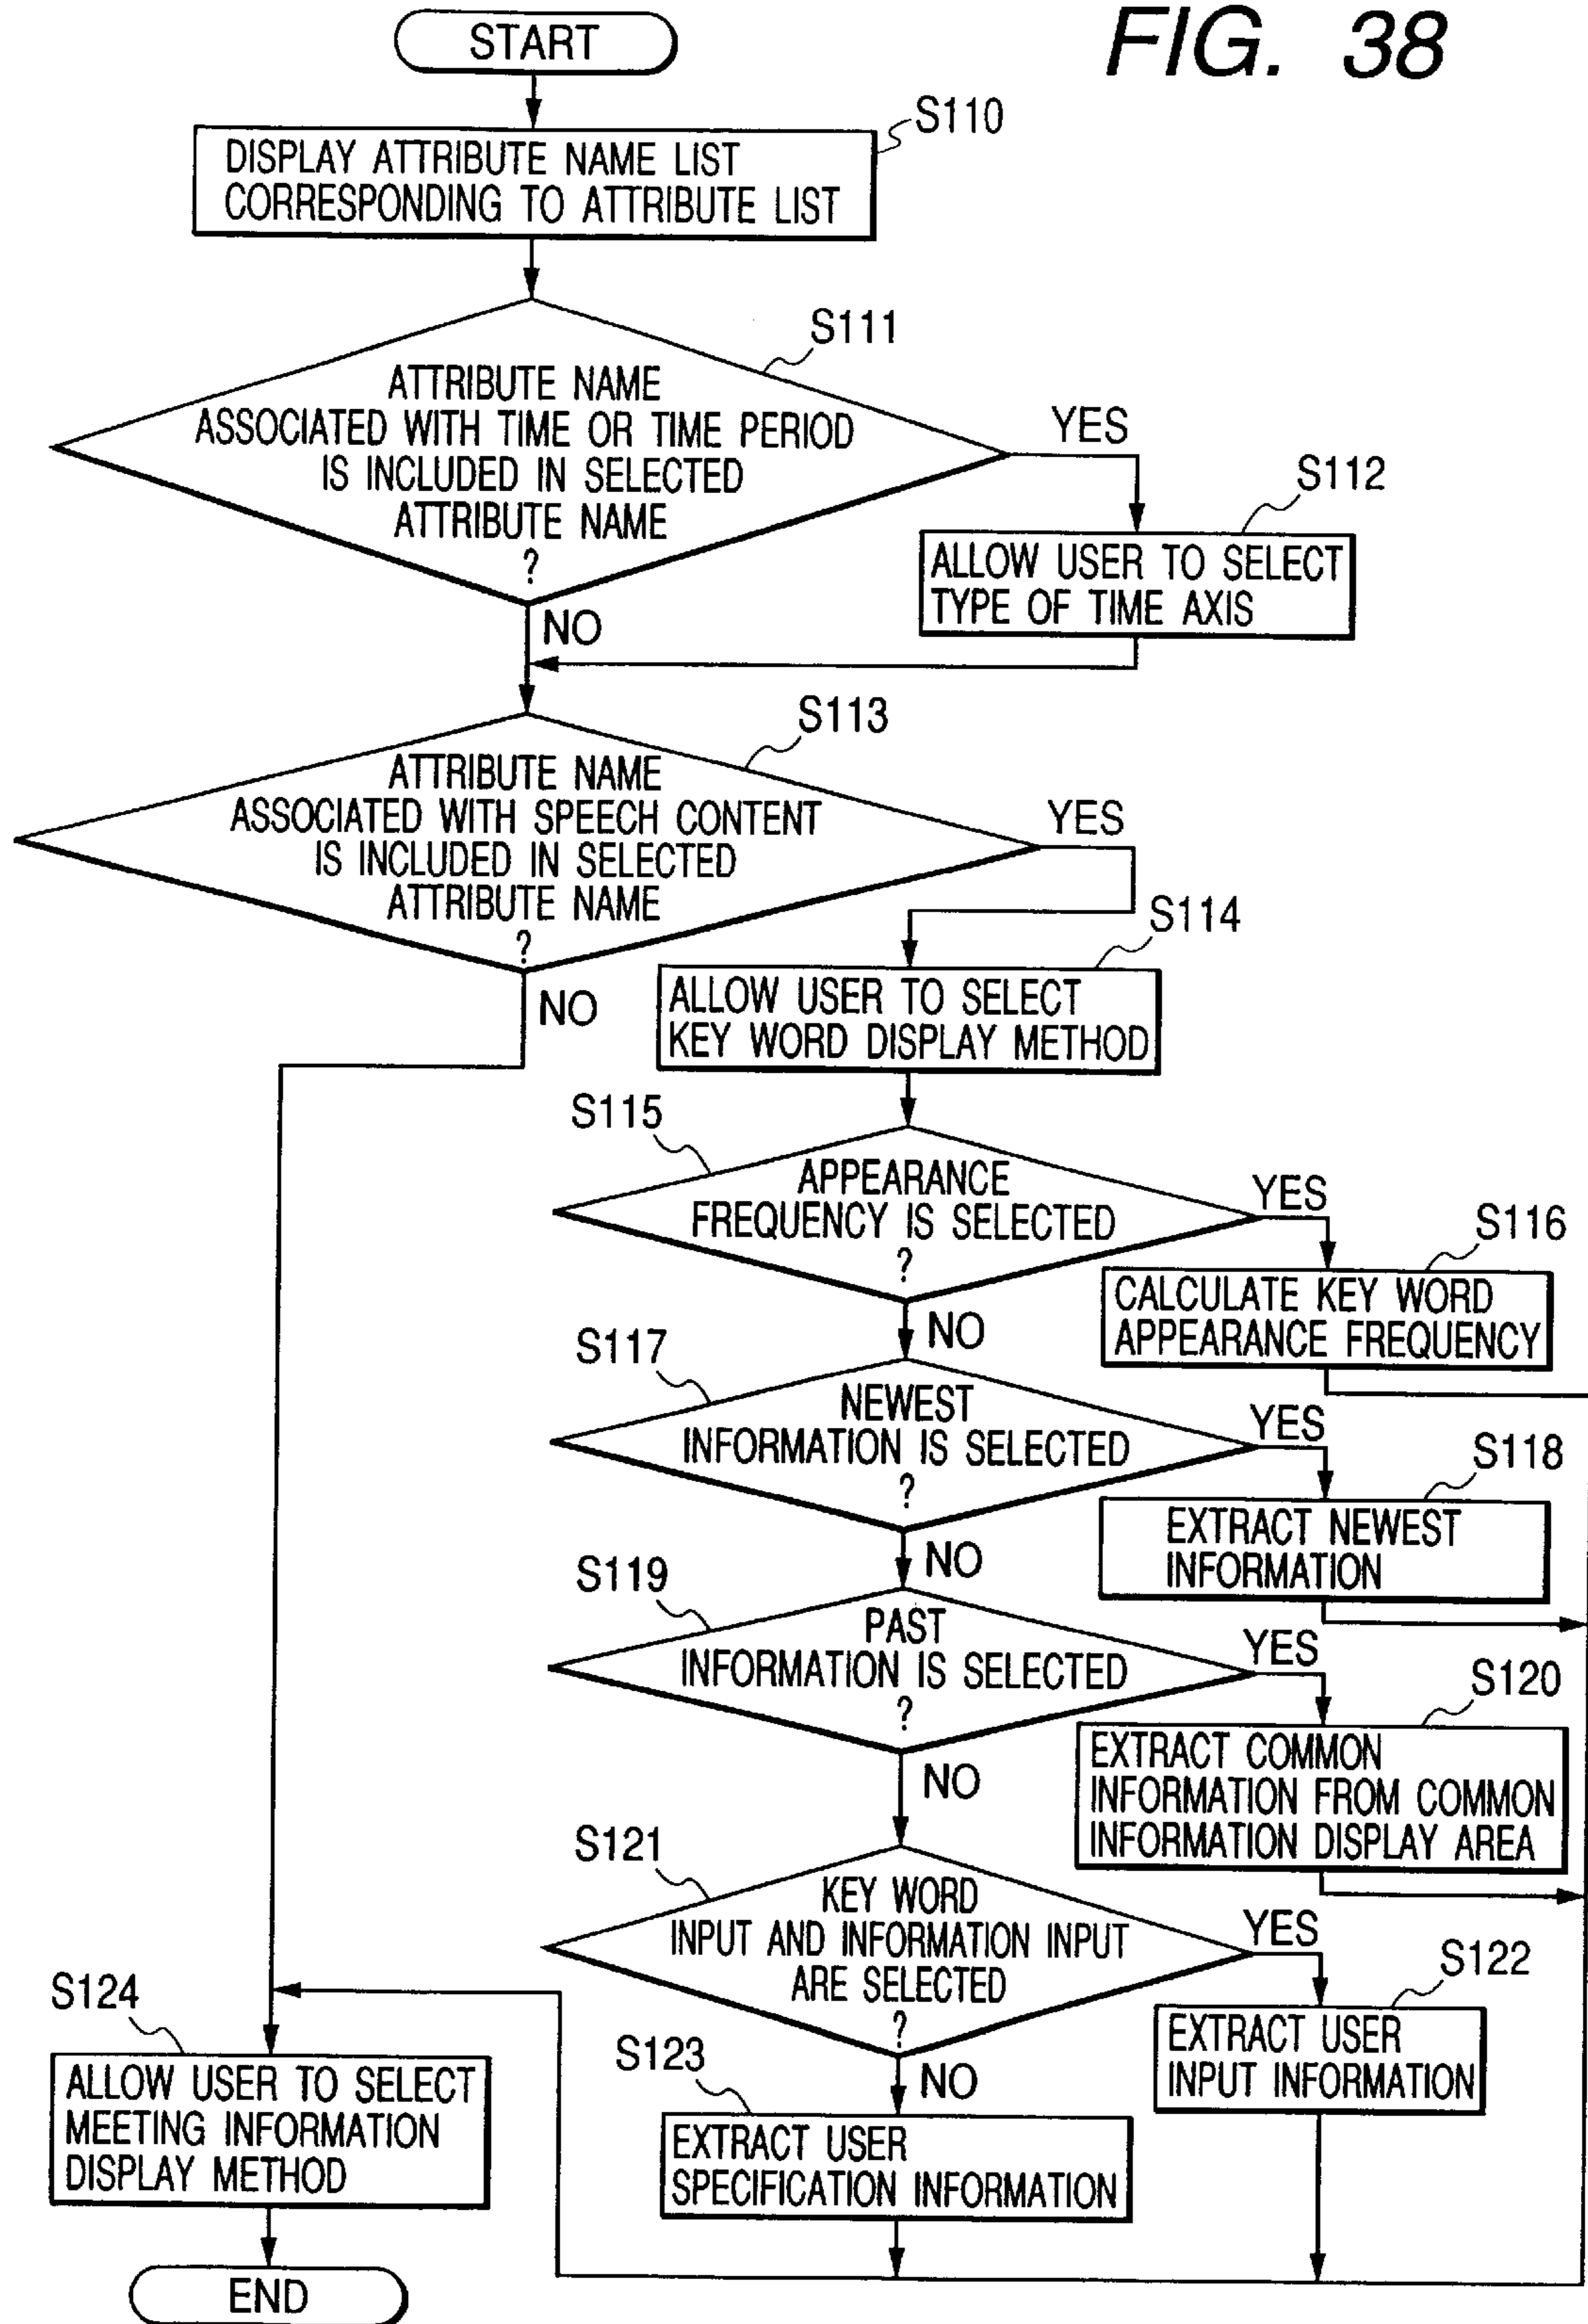 FIG. 38
START
S110
DISPLAY ATTRIBUTE NAME LIST
CORRESPONDING TO ATTRIBUTE LIST
S111
ATTRIBUTE NAME
ASSOCIATED WITH TIME OR TIME PERIOD
IS INCLUDED IN SELECTED
ATTRIBUTE NAME
?
YES
NO
S112
ALLOW USER TO SELECT
TYPE OF TIME AXIS
S113
ATTRIBUTE NAME
ASSOCIATED WITH SPEECH CONTENT
IS INCLUDED IN SELECTED
ATTRIBUTE NAME
?
YES
NO
S114
ALLOW USER TO SELECT
KEY WORD DISPLAY METHOD
S115
APPEARANCE
FREQUENCY IS SELECTED
?
YES
NO
S116
CALCULATE KEY WORD
APPEARANCE FREQUENCY
S117
NEWEST
INFORMATION IS SELECTED
?
YES
NO
S118
EXTRACT NEWEST
INFORMATION
S119
PAST
INFORMATION IS SELECTED
?
YES
NO
S120
EXTRACT COMMON
INFORMATION FROM COMMON
INFORMATION DISPLAY AREA
S121
KEY WORD
INPUT AND INFORMATION INPUT
ARE SELECTED
?
YES
NO
S122
EXTRACT USER
INPUT INFORMATION
S123
EXTRACT USER
SPECIFICATION INFORMATION
S124
ALLOW USER TO SELECT
MEETING INFORMATION
DISPLAY METHOD
END